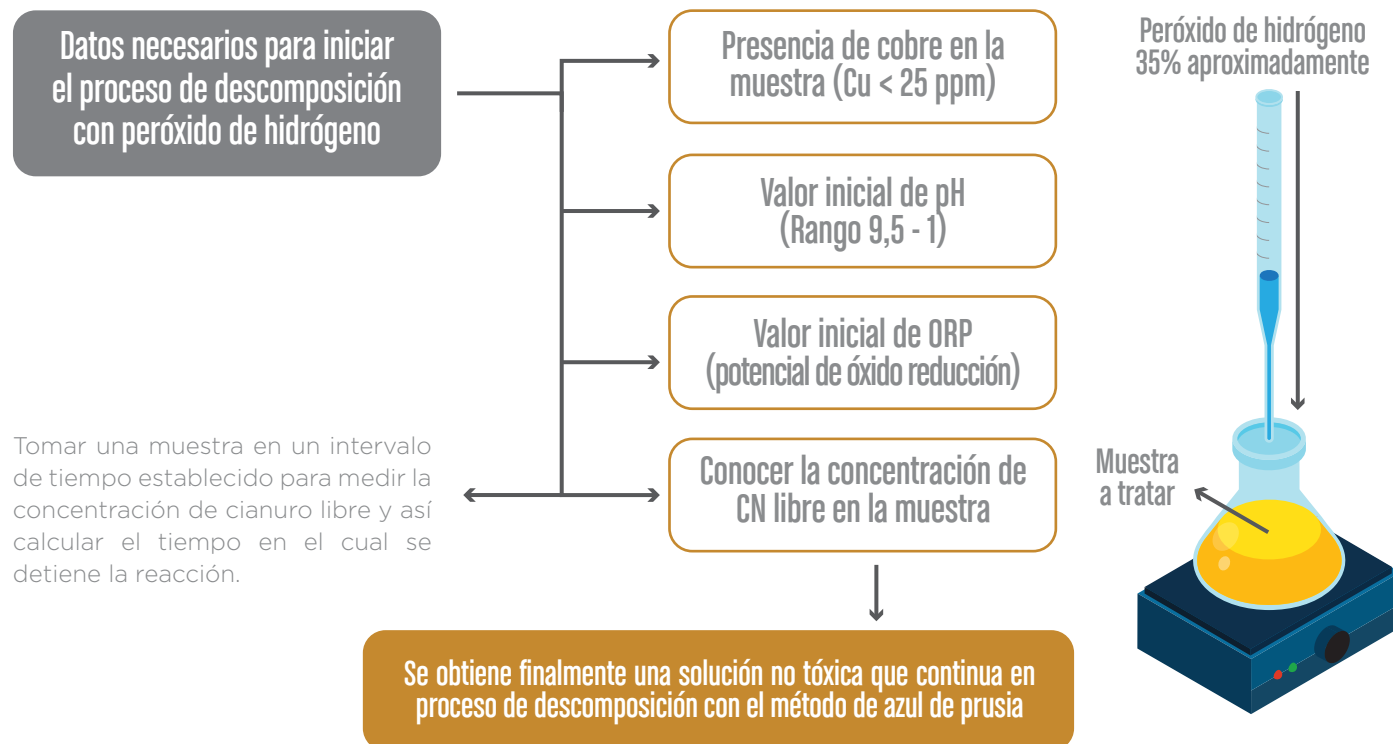 Datos necesarios para iniciar
el proceso de descomposición
con peróxido de hidrógeno
Presencia de cobre en la
muestra (Cu < 25 ppm)
Valor inicial de pH
(Rango 9,5 - 1)
Valor inicial de ORP
(potencial de óxido reducción)
Conocer la concentración de
CN libre en la muestra
Tomar una muestra en un intervalo
de tiempo establecido para medir la
concentración de cianuro libre y así
calcular el tiempo en el cual se
detiene la reacción.
Se obtiene finalmente una solución no tóxica que continua en
proceso de descomposición con el método de azul de prusia
Peróxido de hidrógeno
35% aproximadamente
Muestra
a tratar